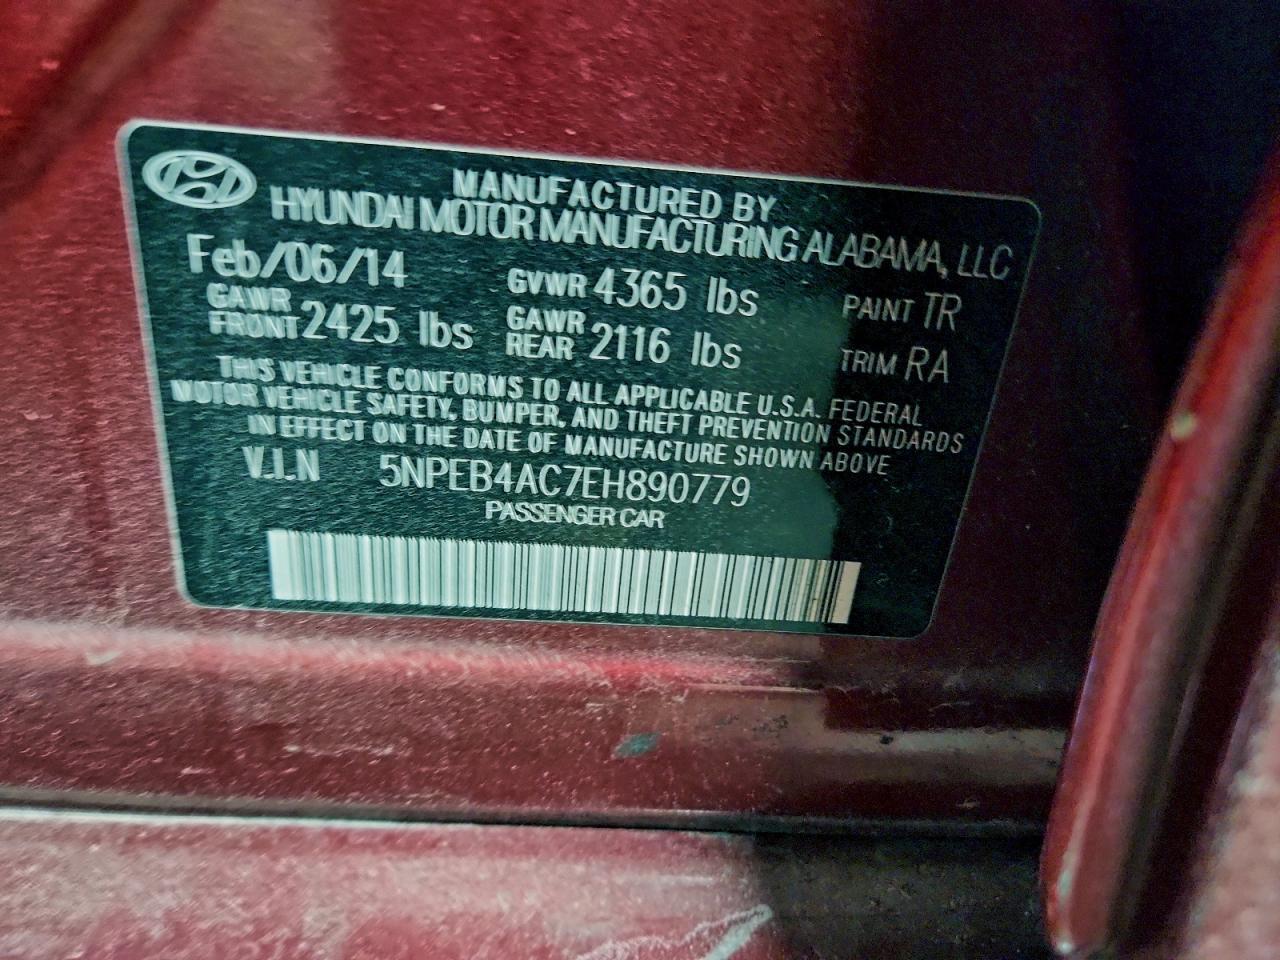 MANUFACTURED BY
HYUNDAI MOTOR MANUFACTURING ALABAMA, LLC
Feb/06/14 GVWR 4365 lbs PAINT TR
GAWR FRONT 2425 lbs GAWR REAR 2116 lbs TRIM RA
THIS VEHICLE CONFORMS TO ALL APPLICABLE U.S.A. FEDERAL
MOTOR VEHICLE SAFETY, BUMPER, AND THEFT PREVENTION STANDARDS
IN EFFECT ON THE DATE OF MANUFACTURE SHOWN ABOVE
V.I.N 5NPEB4AC7EH890779
PASSENGER CAR